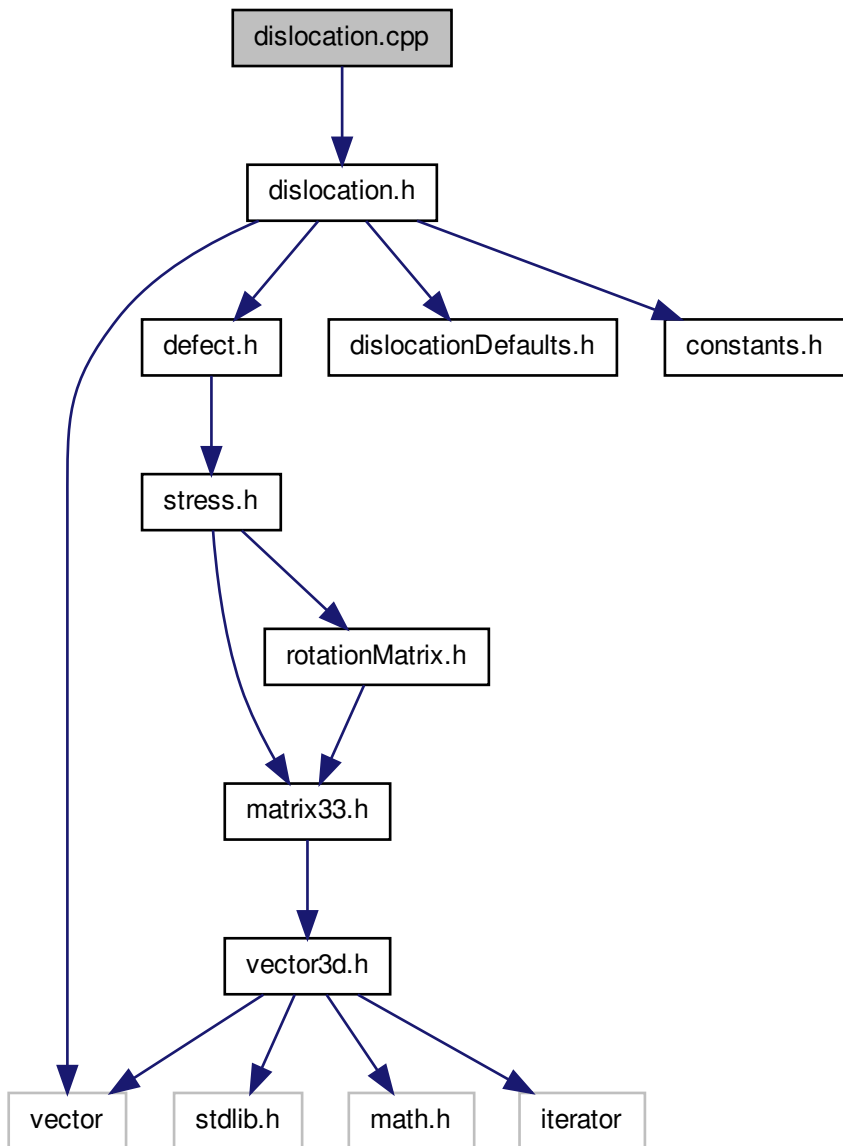 dislocation.cpp
dislocation.h
defect.h
dislocationDefaults.h
constants.h
stress.h
rotationMatrix.h
matrix33.h
vector3d.h
vector
stdlib.h
math.h
iterator